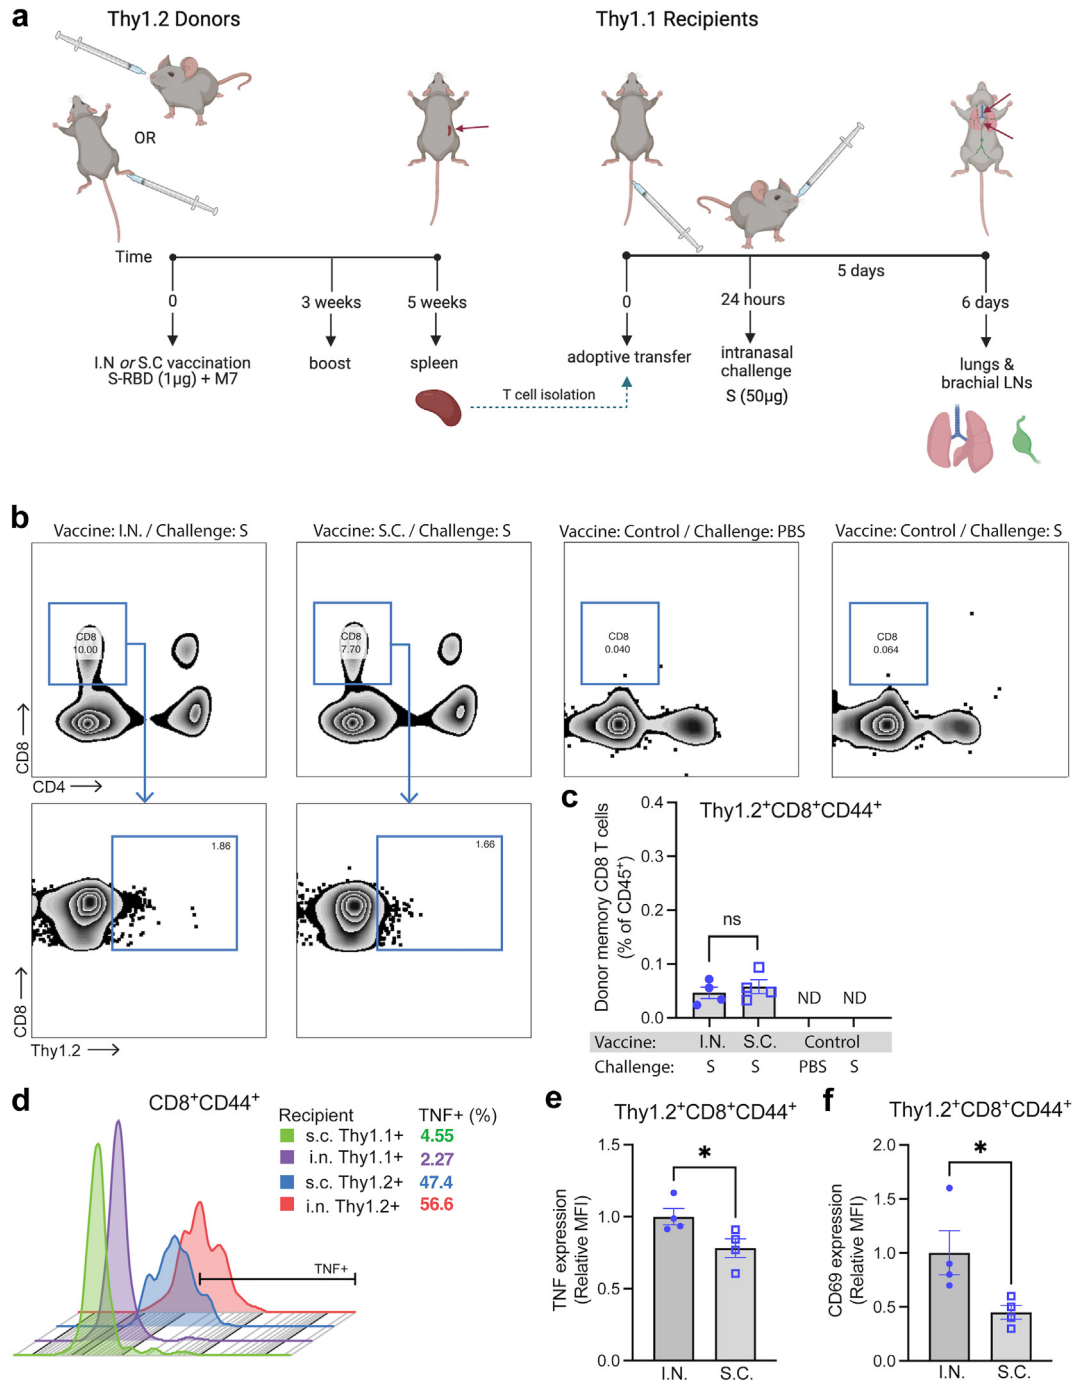 a
Thy1.2 Donors
Thy1.1 Recipients
OR
Time
0
3 weeks
5 weeks
I.N or S.C vaccination
S-RBD (1µg) + M7
boost
spleen
T cell isolation
0
24 hours
5 days
6 days
adoptive transfer
intranasal
challenge
S (50µg)
lungs &
brachial LNs
b
Vaccine: I.N. / Challenge: S
Vaccine: S.C. / Challenge: S
Vaccine: Control / Challenge: PBS
Vaccine: Control / Challenge: S
CD8
10.00
CD8
7.70
CD8
0.040
CD8
0.064
CD8
CD4
1.86
1.66
CD8
Thy1.2
c
Thy1.2+CD8+CD44+
Donor memory CD8 T cells
(% of CD45+)
0.4
0.3
0.2
0.1
0.0
ns
ND
ND
Vaccine: I.N. S.C. Control
Challenge: S S PBS S
d
CD8+CD44+
Recipient TNF+ (%)
s.c. Thy1.1+ 4.55
i.n. Thy1.1+ 2.27
s.c. Thy1.2+ 47.4
i.n. Thy1.2+ 56.6
TNF+
e
Thy1.2+CD8+CD44+
TNF expression
(Relative MFI)
1.5
1.0
0.5
0.0
*
I.N. S.C.
f
Thy1.2+CD8+CD44+
CD69 expression
(Relative MFI)
2.0
1.5
1.0
0.5
0.0
*
I.N. S.C.